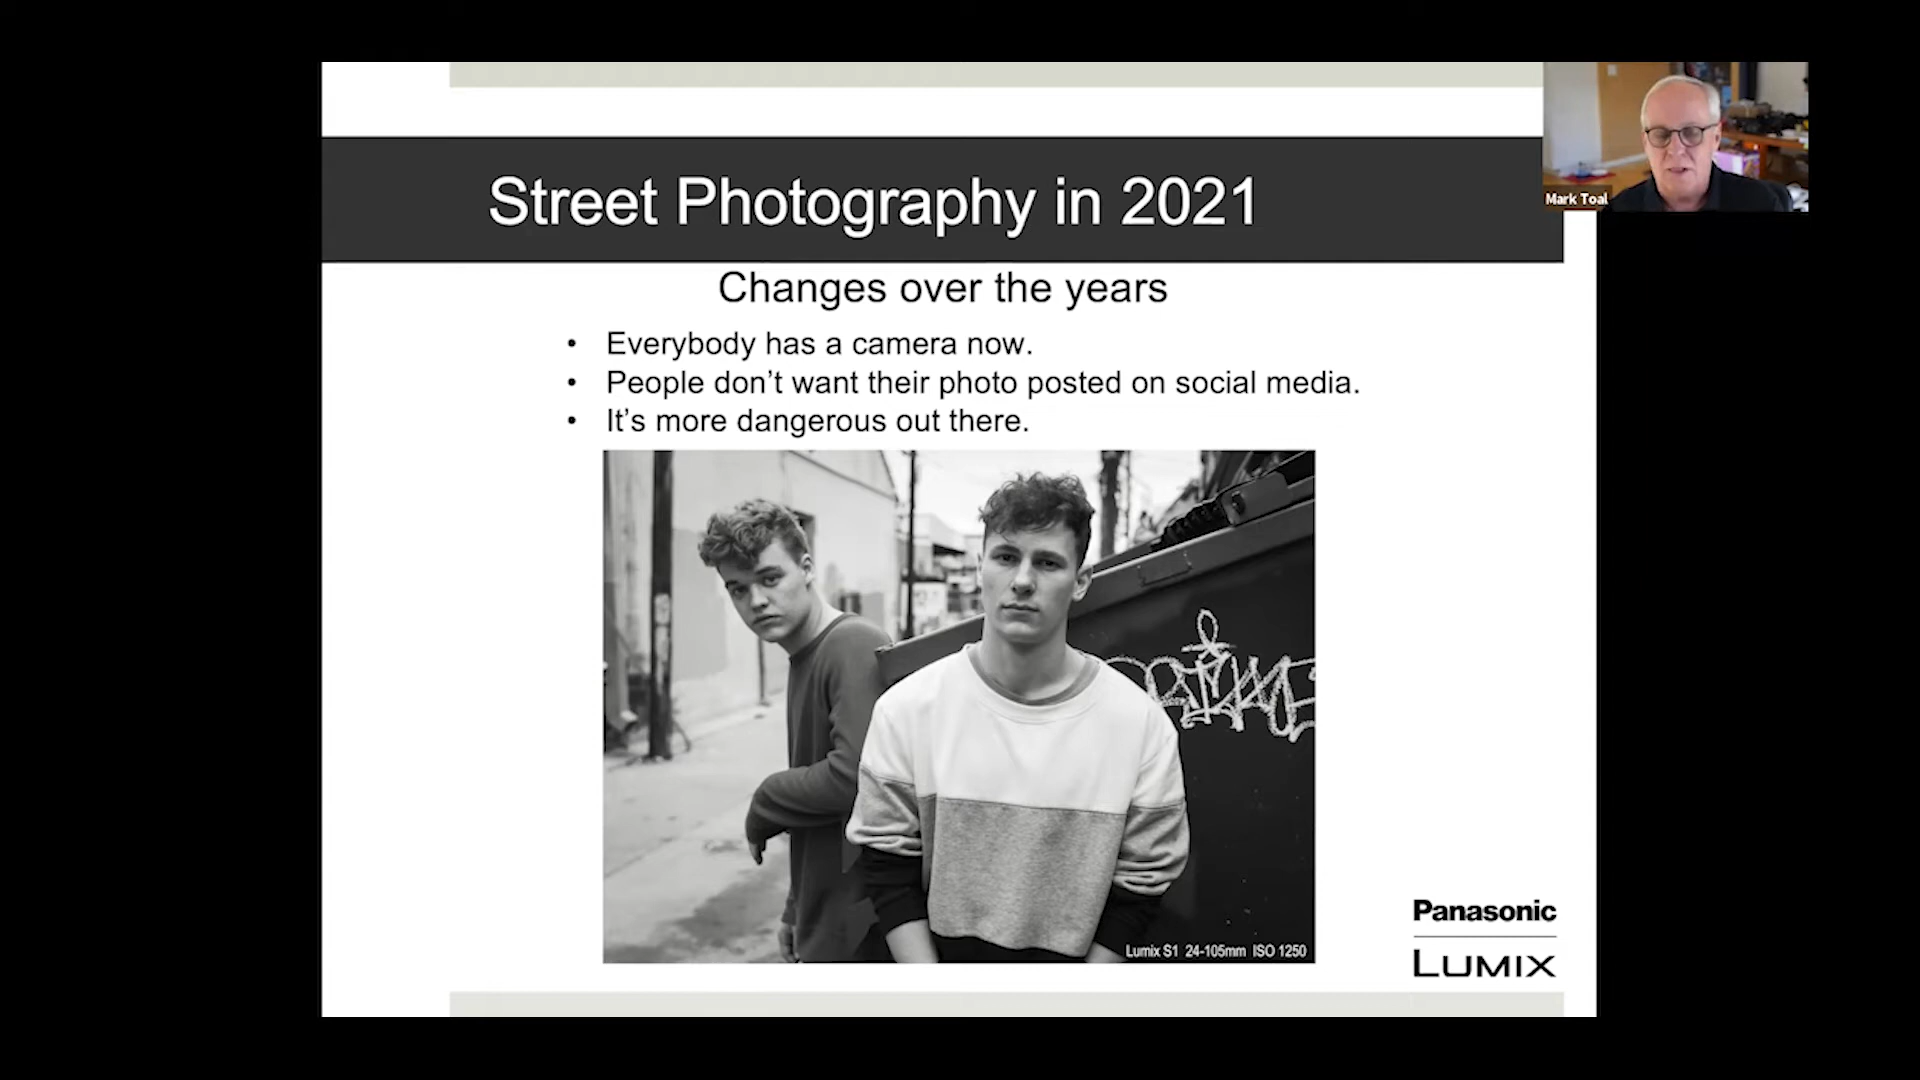 Street Photography in 2021
Mark Toal
Changes over the years
• Everybody has a camera now.
• People don’t want their photo posted on social media.
• It’s more dangerous out there.
Lumix S1 24-105mm ISO 1250
Panasonic
LUMIX